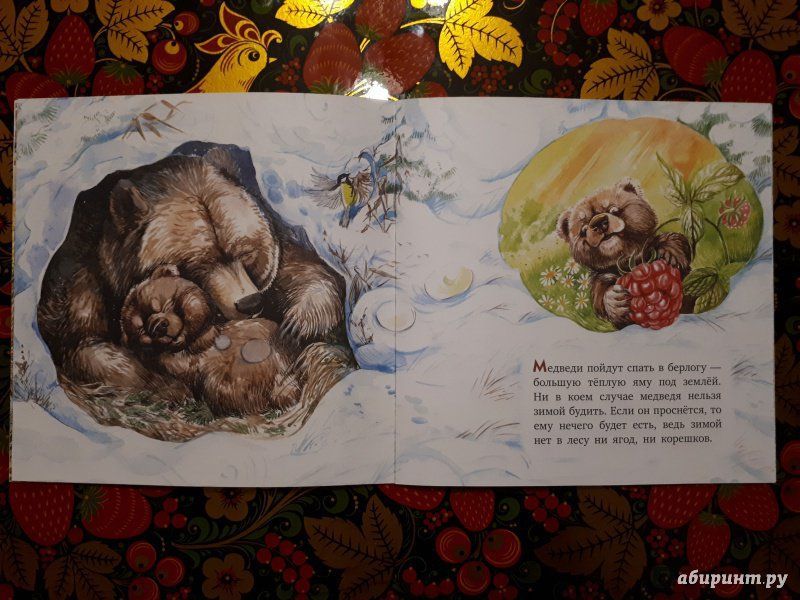 Медведи пойдут спать в берлогу —
большую тёплую яму под землёй.
Ни в коем случае медведя нельзя
зимой будить. Если он проснётся, то
ему нечего будет есть, ведь зимой
нет в лесу ни ягод, ни корешков.
абиринт.ру